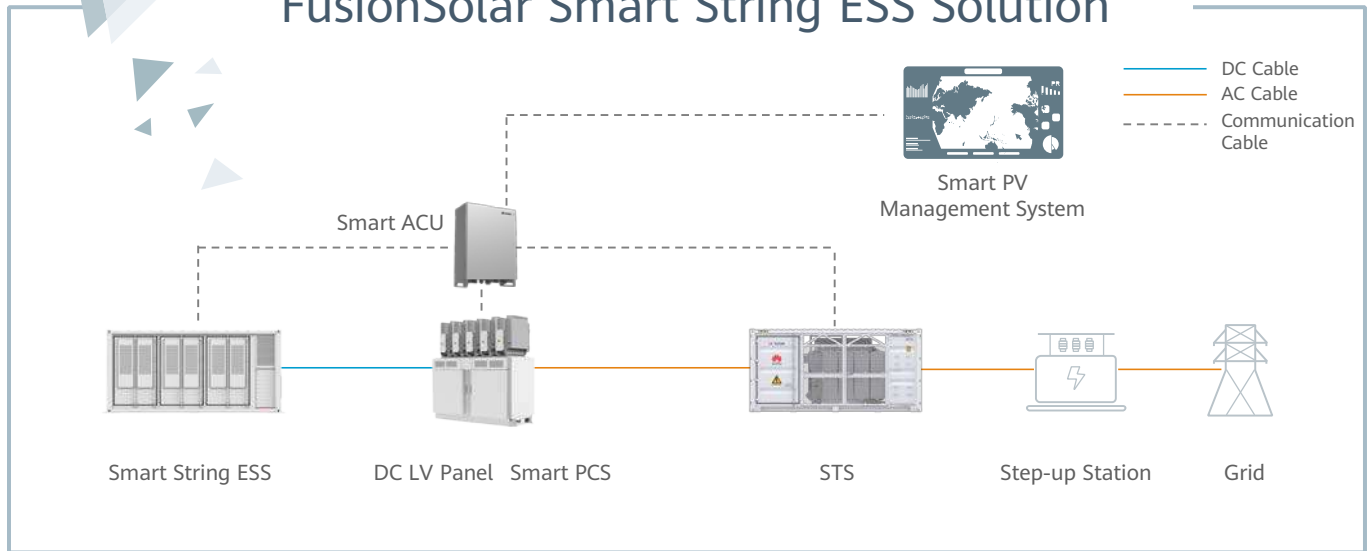 FusionSolar Smart String ESS Solution
DC Cable
AC Cable
Communication
Cable
Smart PV
Management System
Smart ACU
Smart String ESS
DC LV Panel
Smart PCS
STS
Step-up Station
Grid